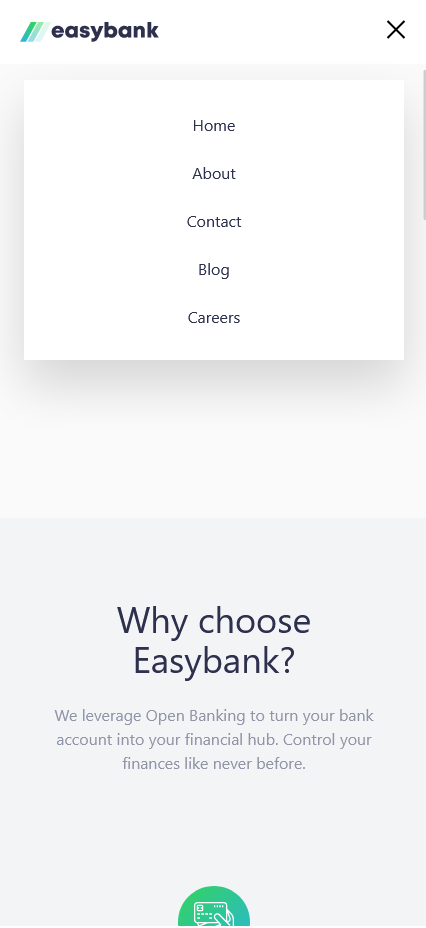 easybank
Home
About
Contact
Blog
Careers
Why choose
Easybank?
We leverage Open Banking to turn your bank
account into your financial hub. Control your
finances like never before.